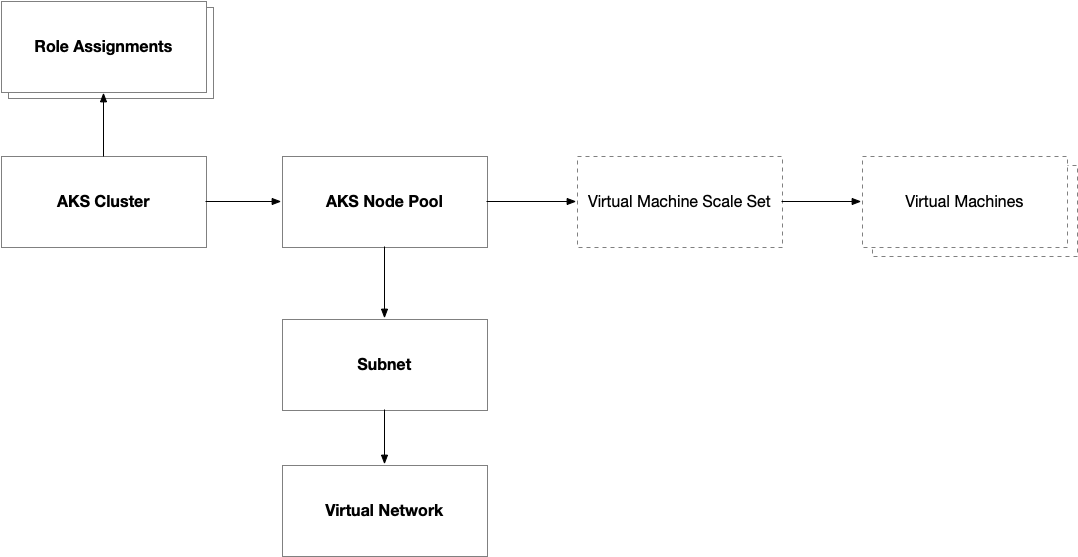 Role Assignments
AKS Cluster
AKS Node Pool
Virtual Machine Scale Set
Virtual Machines
Subnet
Virtual Network